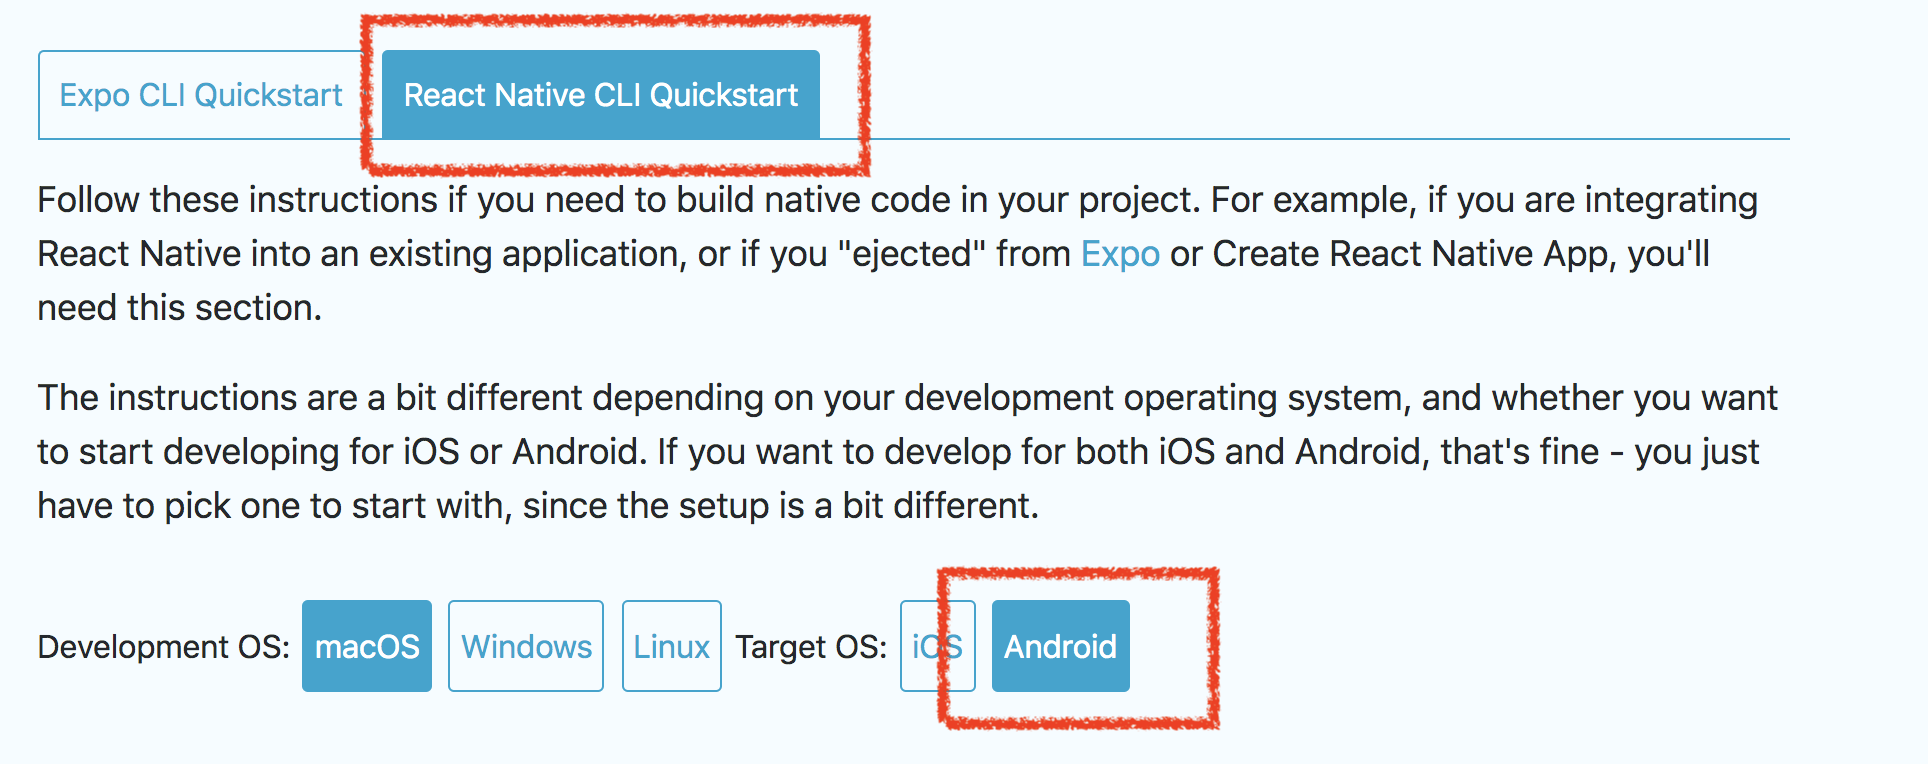 Expo CLI Quickstart React Native CLI Quickstart
Follow these instructions if you need to build native code in your project. For example, if you are integrating
React Native into an existing application, or if you "ejected" from Expo or Create React Native App, you'll
need this section.
The instructions are a bit different depending on your development operating system, and whether you want
to start developing for iOS or Android. If you want to develop for both iOS and Android, that's fine - you just
have to pick one to start with, since the setup is a bit different.
Development OS: macOS Windows Linux Target OS: iOS Android